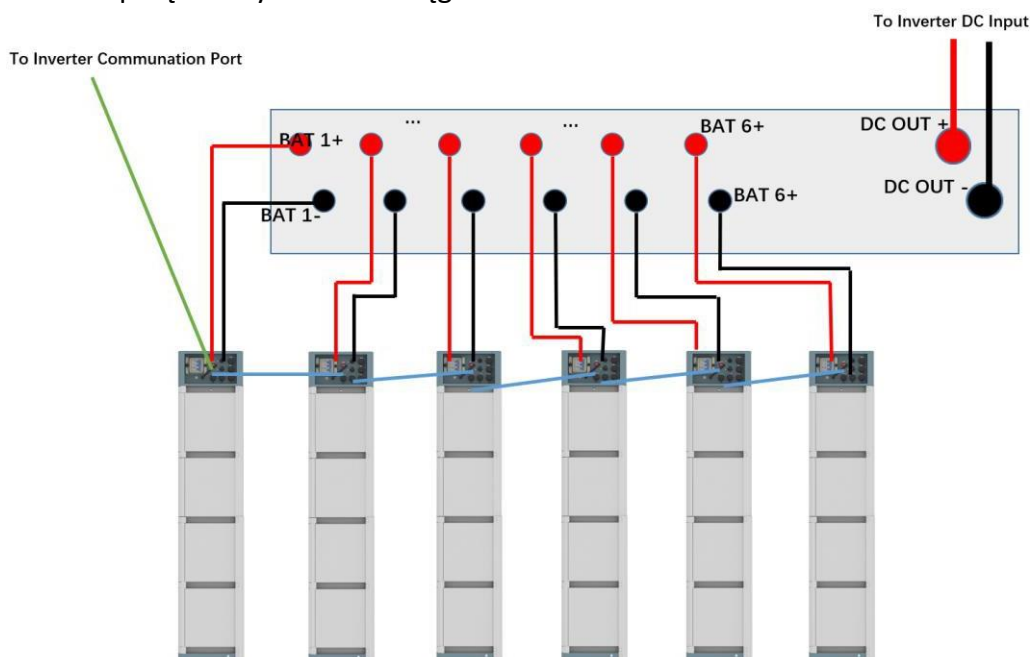 To Inverter DC Input
To Inverter Communation Port
...
...
BAT 1+
BAT 6+
DC OUT +
BAT 1-
BAT 6+
DC OUT -